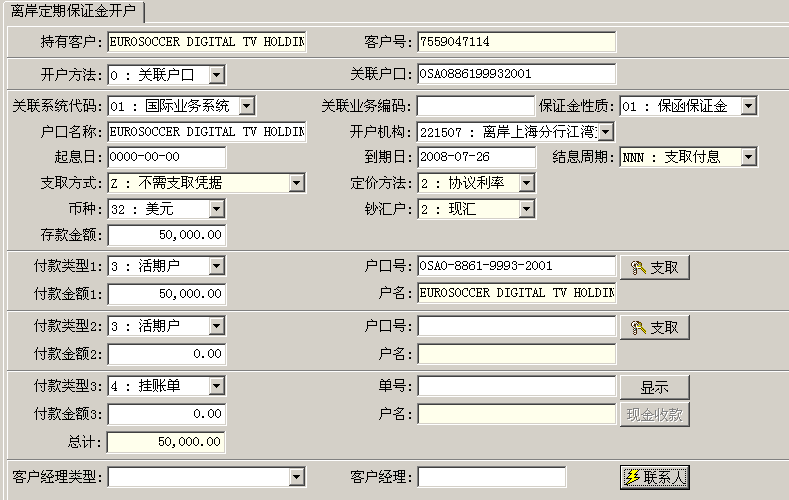 离岸定期保证金开户
持有客户: EUROSOCCER DIGITAL TV HOLDIN 客户号: 7559047114
开户方法: 0 : 关联户口 关联户口: OSA0886199932001
关联系统代码: 01 : 国际业务系统 关联业务编码: 保证金性质: 01 : 保函保证金
户口名称: EUROSOCCER DIGITAL TV HOLDIN 开户机构: 221507 : 离岸上海分行江湾
起息日: 0000-00-00 到期日: 2008-07-26 结息周期: NNN : 支取付息
支取方式: Z : 不需支取凭据 定价方法: 2 : 协议利率
币种: 32 : 美元 钞汇户: 2 : 现汇
存款金额: 50,000.00
付款类型1: 3 : 活期户 户口号: OSA0-8861-9993-2001 支取
付款金额1: 50,000.00 户名: EUROSOCCER DIGITAL TV HOLDIN
付款类型2: 3 : 活期户 户口号: 支取
付款金额2: 0.00 户名:
付款类型3: 4 : 挂账单 单号: 显示
付款金额3: 0.00 户名: 现金收款
总计: 50,000.00
客户经理类型: 客户经理: 联系人